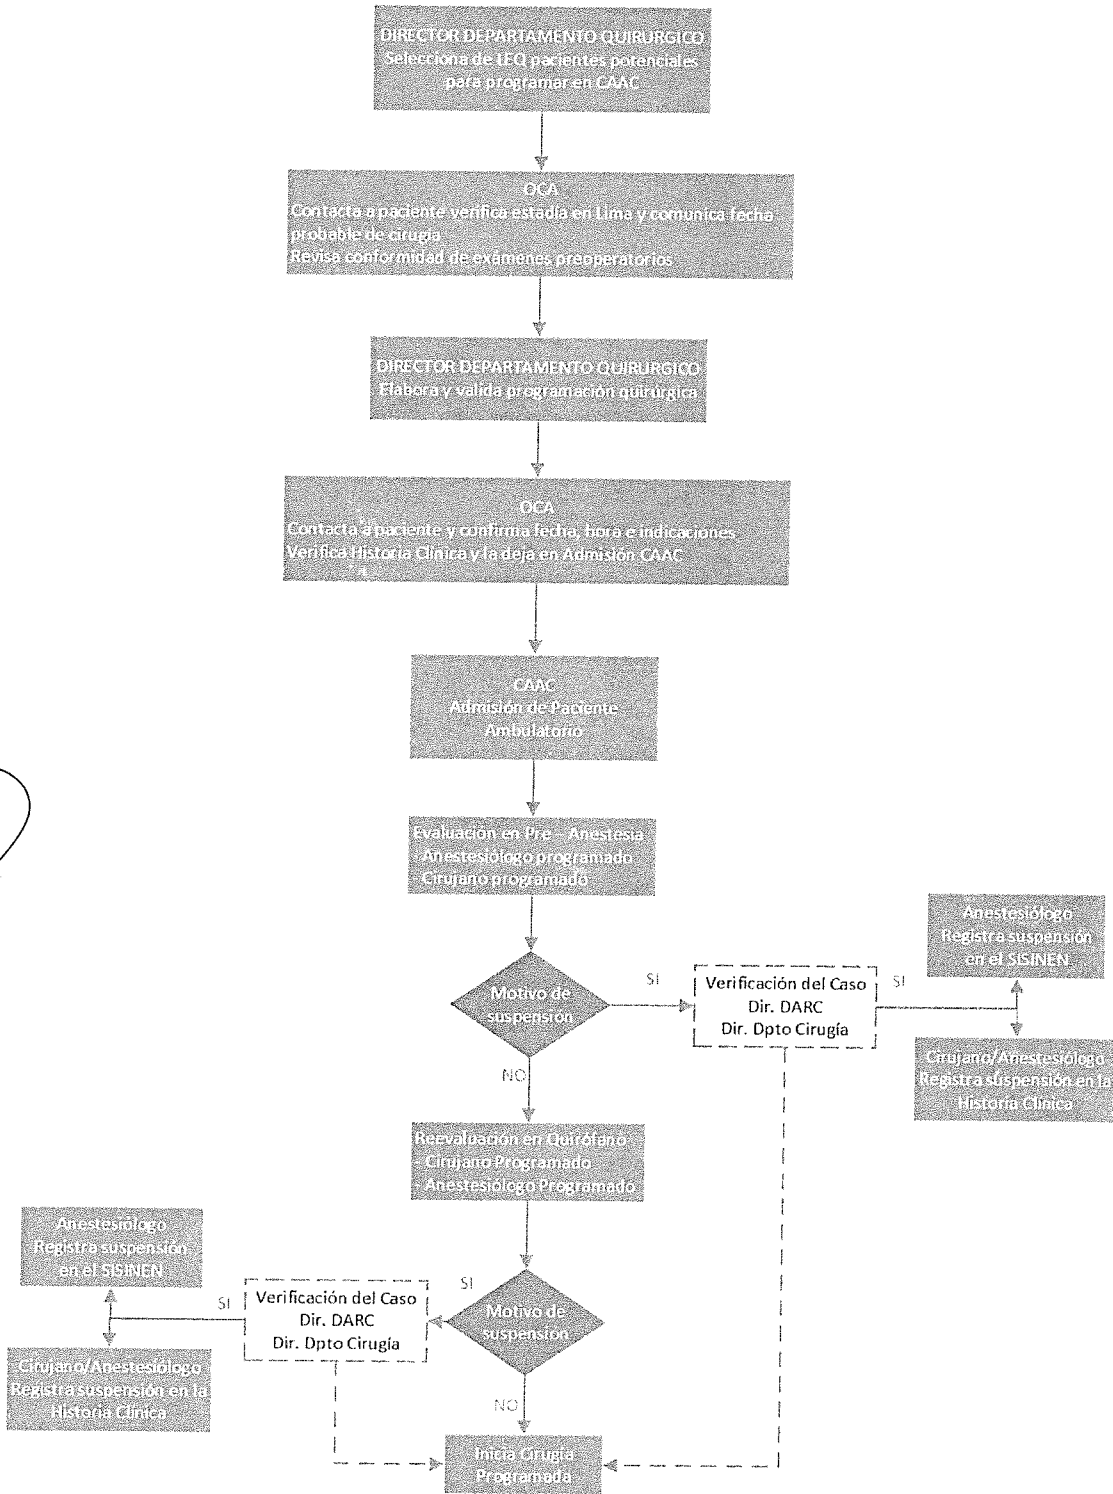 DIRECTOR DEPARTAMENTO QUIRURGICO
Selecciona de LEQ pacientes potenciales
para programar en CAAC
OCA
Contacta a paciente verifica estadía en Lima y comunica fecha
probable de cirugía
Revisa conformidad de exámenes preoperatorios
DIRECTOR DEPARTAMENTO QUIRURGICO
Elabora y valida programación quirúrgica
OCA
Contacta a paciente y confirma fecha, hora e indicaciones
Verifica Historia Clínica y la deja en Admisión CAAC
CAAC
Admisión de Paciente
Ambulatorio
Evaluación en Pre – Anestesia
- Anestesiólogo programado
- Cirujano programado
Motivo de
suspensión
SI
Verificación del Caso
Dir. DARC
Dir. Dpto Cirugía
SI
Anestesiólogo
Registra suspensión
en el SISINEN
Cirujano/Anestesiólogo
Registra suspensión en la
Historia Clínica
NO
Reevaluación en Quirófano
- Cirujano Programado
- Anestesiólogo Programado
Motivo de
suspensión
SI
Verificación del Caso
Dir. DARC
Dir. Dpto Cirugía
SI
Anestesiólogo
Registra suspensión
en el SISINEN
Cirujano/Anestesiólogo
Registra suspensión en la
Historia Clínica
NO
Inicia Cirugía
Programada